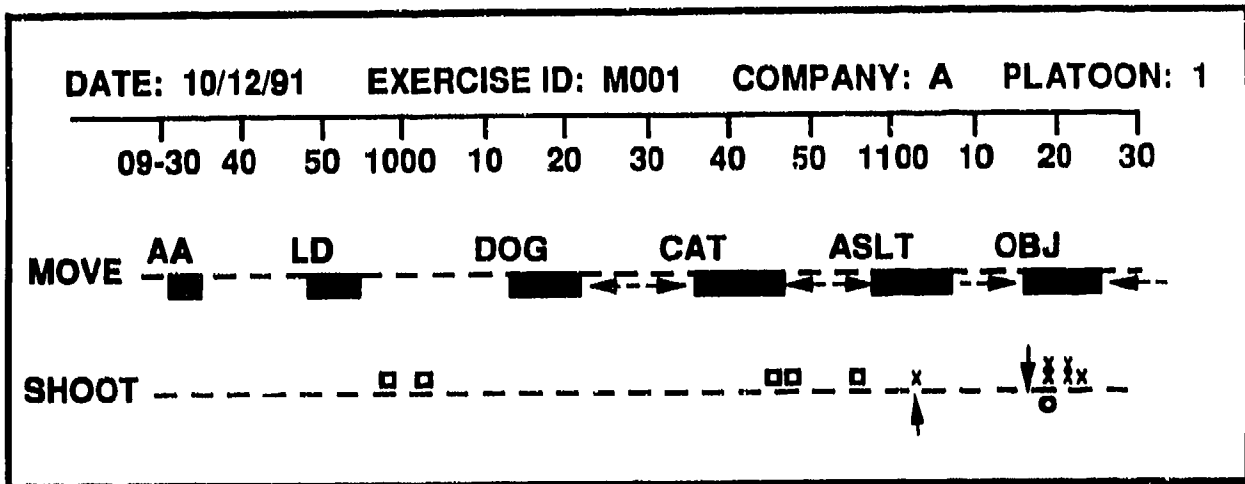 DATE: 10/12/91 EXERCISE ID: M001 COMPANY: A PLATOON: 1
09-30 40 50 1000 10 20 30 40 50 1100 10 20 30
AA LD DOG CAT ASLT OBJ
MOVE
SHOOT